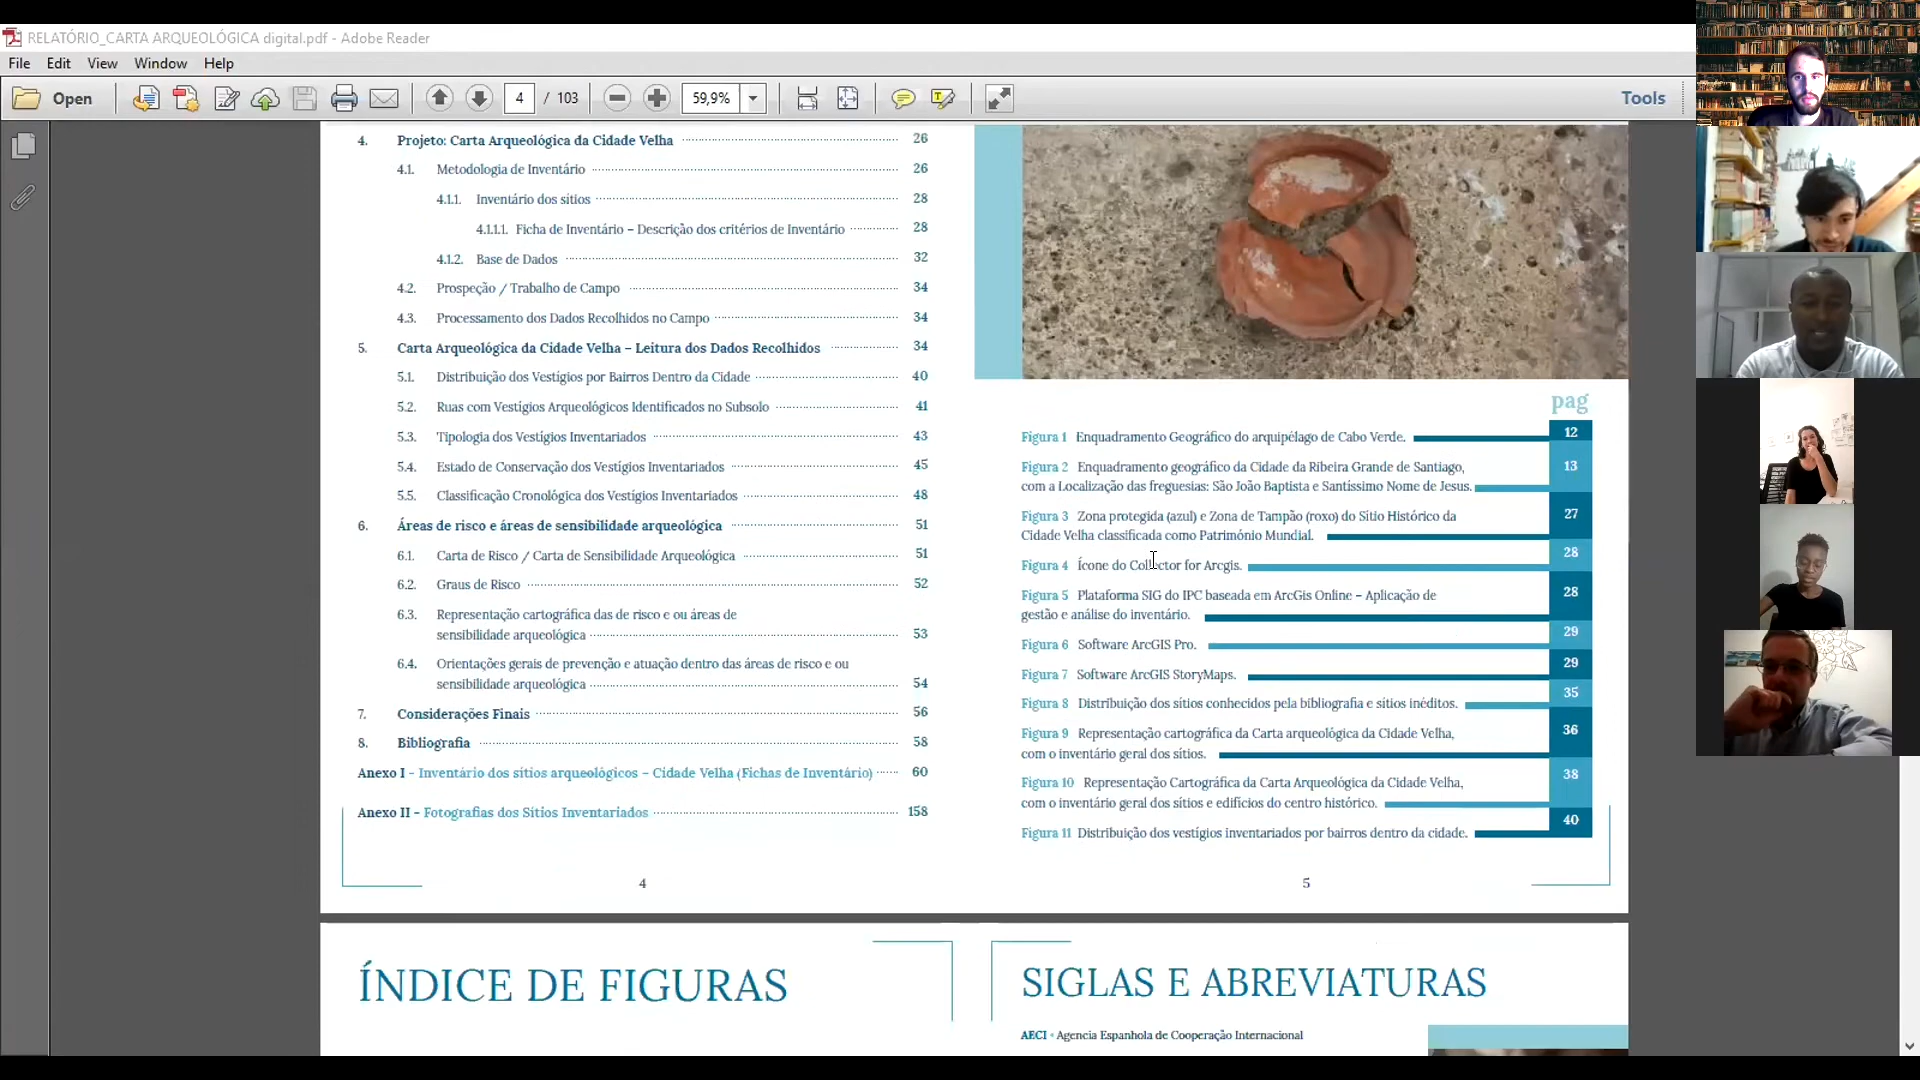 RELATÓRIO_CARTA ARQUEOLÓGICA digital.pdf - Adobe Reader
File Edit View Window Help
Open 4 / 103 59,9% Tools
4. Projeto: Carta Arqueológica da Cidade Velha 26
4.1. Metodologia de Inventário 26
4.1.1. Inventário dos sítios 28
4.1.1.1. Ficha de Inventário – Descrição dos critérios de Inventário 28
4.1.2. Base de Dados 32
4.2. Prospeção / Trabalho de Campo 34
4.3. Processamento dos Dados Recolhidos no Campo 34
5. Carta Arqueológica da Cidade Velha – Leitura dos Dados Recolhidos 34
5.1. Distribuição dos Vestígios por Bairros Dentro da Cidade 40
5.2. Ruas com Vestígios Arqueológicos Identificados no Subsolo 41
5.3. Tipologia dos Vestígios Inventariados 43
5.4. Estado de Conservação dos Vestígios Inventariados 45
5.5. Classificação Cronológica dos Vestígios Inventariados 48
6. Áreas de risco e áreas de sensibilidade arqueológica 51
6.1. Carta de Risco / Carta de Sensibilidade Arqueológica 51
6.2. Graus de Risco 52
6.3. Representação cartográfica das de risco e ou áreas de
sensibilidade arqueológica 53
6.4. Orientações gerais de prevenção e atuação dentro das áreas de risco e ou
sensibilidade arqueológica 54
7. Considerações Finais 56
8. Bibliografia 58
Anexo I - Inventário dos sítios arqueológicos – Cidade Velha (Fichas de Inventário) 60
Anexo II - Fotografias dos Sítios Inventariados 158
4
pag
Figura 1 Enquadramento Geográfico do arquipélago de Cabo Verde. 12
Figura 2 Enquadramento geográfico da Cidade da Ribeira Grande de Santiago, 13
com a Localização das freguesias: São João Baptista e Santíssimo Nome de Jesus.
Figura 3 Zona protegida (azul) e Zona de Tampão (roxo) do Sítio Histórico da 27
Cidade Velha classificada como Património Mundial.
Figura 4 Ícone do Collector for Arcgis. 28
Figura 5 Plataforma SIG do IPC baseada em ArcGis Online – Aplicação de 28
gestão e análise do inventário.
Figura 6 Software ArcGIS Pro. 29
Figura 7 Software ArcGIS StoryMaps. 29
Figura 8 Distribuição dos sítios conhecidos pela bibliografia e sítios inéditos. 35
Figura 9 Representação cartográfica da Carta arqueológica da Cidade Velha, 36
com o inventário geral dos sítios.
Figura 10 Representação Cartográfica da Carta Arqueológica da Cidade Velha, 38
com o inventário geral dos sítios e edifícios do centro histórico.
Figura 11 Distribuição dos vestígios inventariados por bairros dentro da cidade. 40
5
ÍNDICE DE FIGURAS
SIGLAS E ABREVIATURAS
AECI - Agencia Espanhola de Cooperação Internacional